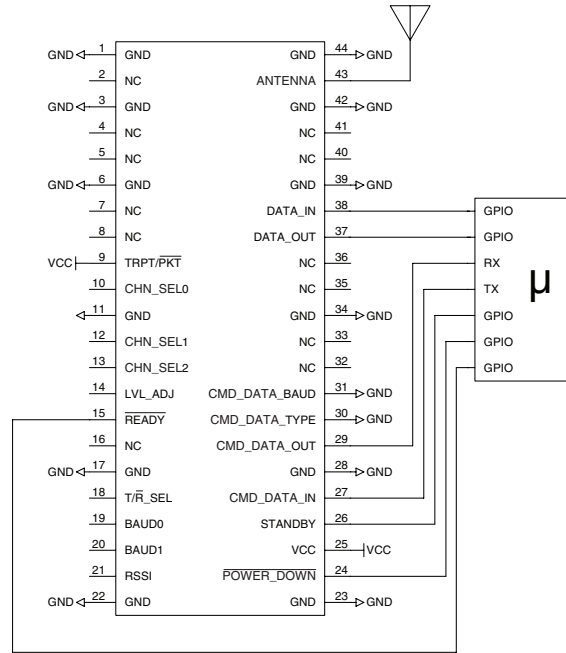 GND 1 GND GND 44 GND
2 NC ANTENNA 43
GND 3 GND GND 42 GND
4 NC NC 41
5 NC NC 40
GND 6 GND GND 39 GND
7 NC DATA_IN 38 GPIO
8 NC DATA_OUT 37 GPIO
VCC 9 TRPT/PKT NC 36 RX
10 CHN_SEL0 NC 35 TX
µ
11 GND GND 34 GND GPIO
12 CHN_SEL1 NC 33 GPIO
13 CHN_SEL2 NC 32 GPIO
14 LVL_ADJ CMD_DATA_BAUD 31 GND
15 READY CMD_DATA_TYPE 30 GND
16 NC CMD_DATA_OUT 29
GND 17 GND GND 28 GND
18 T/R_SEL CMD_DATA_IN 27
19 BAUD0 STANDBY 26
20 BAUD1 VCC 25 VCC
21 RSSI POWER_DOWN 24
GND 22 GND GND 23 GND